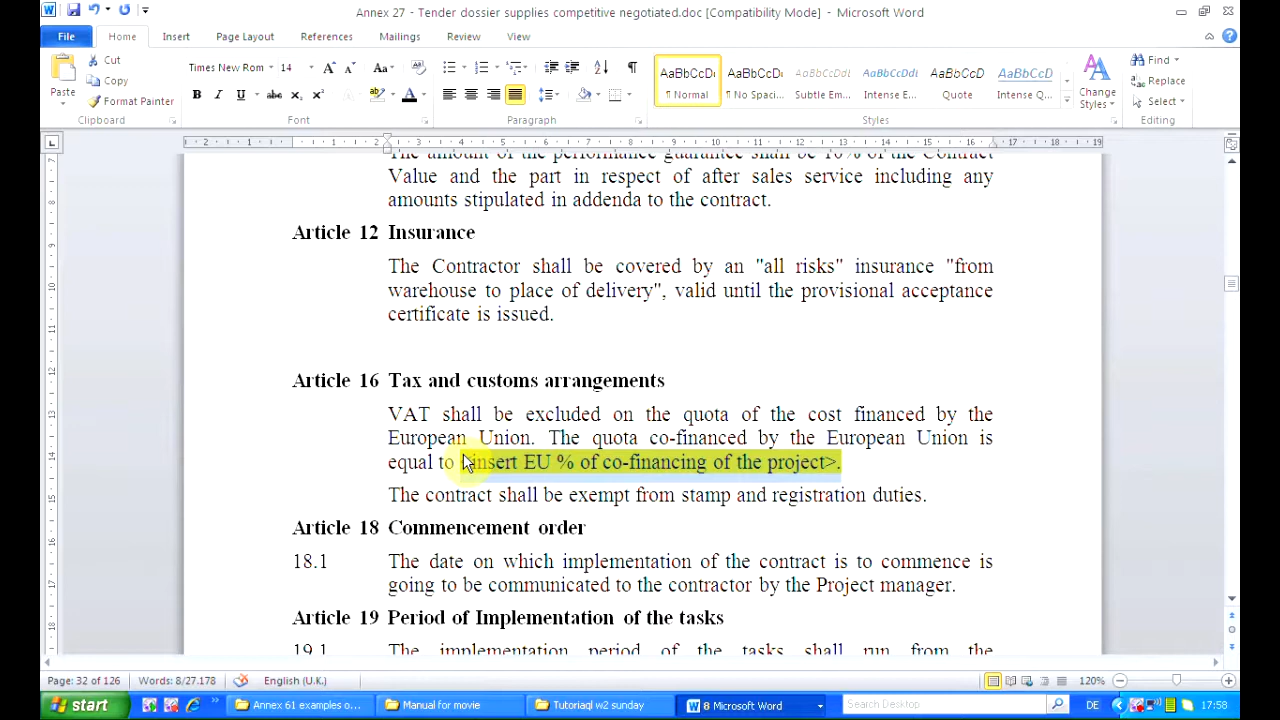 Annex 27 - Tender dossier supplies competitive negotiated.doc [Compatibility Mode] - Microsoft Word
File Home Insert Page Layout References Mailings Review View
Paste
Cut
Copy
Format Painter
Clipboard
Times New Rom 14
Font
Paragraph
AaBbCcDc AaBbCcDc AaBbCcDd AaBbCcDdE AaBbCcDd AaBbCcDd
¶ Normal ¶ No Spaci... Subtle Em... Intense E... Quote Intense Q...
Change Styles
Styles
Find
Replace
Select
Editing
The amount of the performance guarantee shall be 10% of the Contract
Value and the part in respect of after sales service including any
amounts stipulated in addenda to the contract.
Article 12 Insurance
The Contractor shall be covered by an "all risks" insurance "from
warehouse to place of delivery", valid until the provisional acceptance
certificate is issued.
Article 16 Tax and customs arrangements
VAT shall be excluded on the quota of the cost financed by the
European Union. The quota co-financed by the European Union is
equal to <insert EU % of co-financing of the project>.
The contract shall be exempt from stamp and registration duties.
Article 18 Commencement order
18.1 The date on which implementation of the contract is to commence is
going to be communicated to the contractor by the Project manager.
Article 19 Period of Implementation of the tasks
19.1 The implementation period of the tasks shall run from the
Page: 32 of 126 Words: 8/27.178 English (U.K.) 120%
start Annex 61 examples o... Manual for movie Tutoriaql w2 sunday 8 Microsoft Word Search Desktop DE 17:58